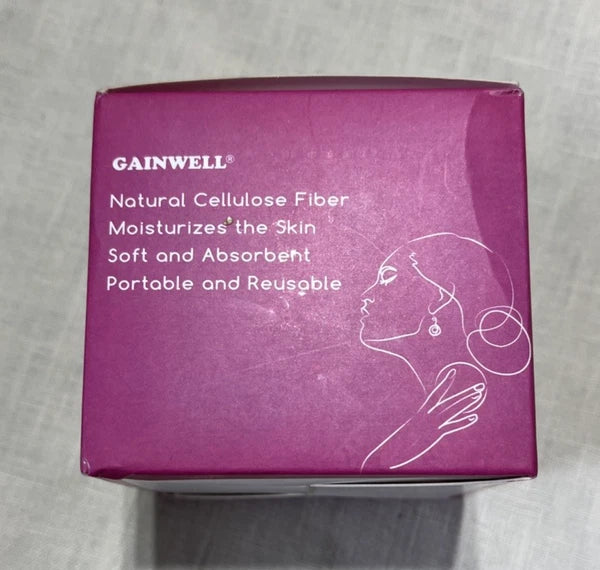 GAINWELL®
Natural Cellulose Fiber
Moisturizes the Skin
Soft and Absorbent
Portable and Reusable